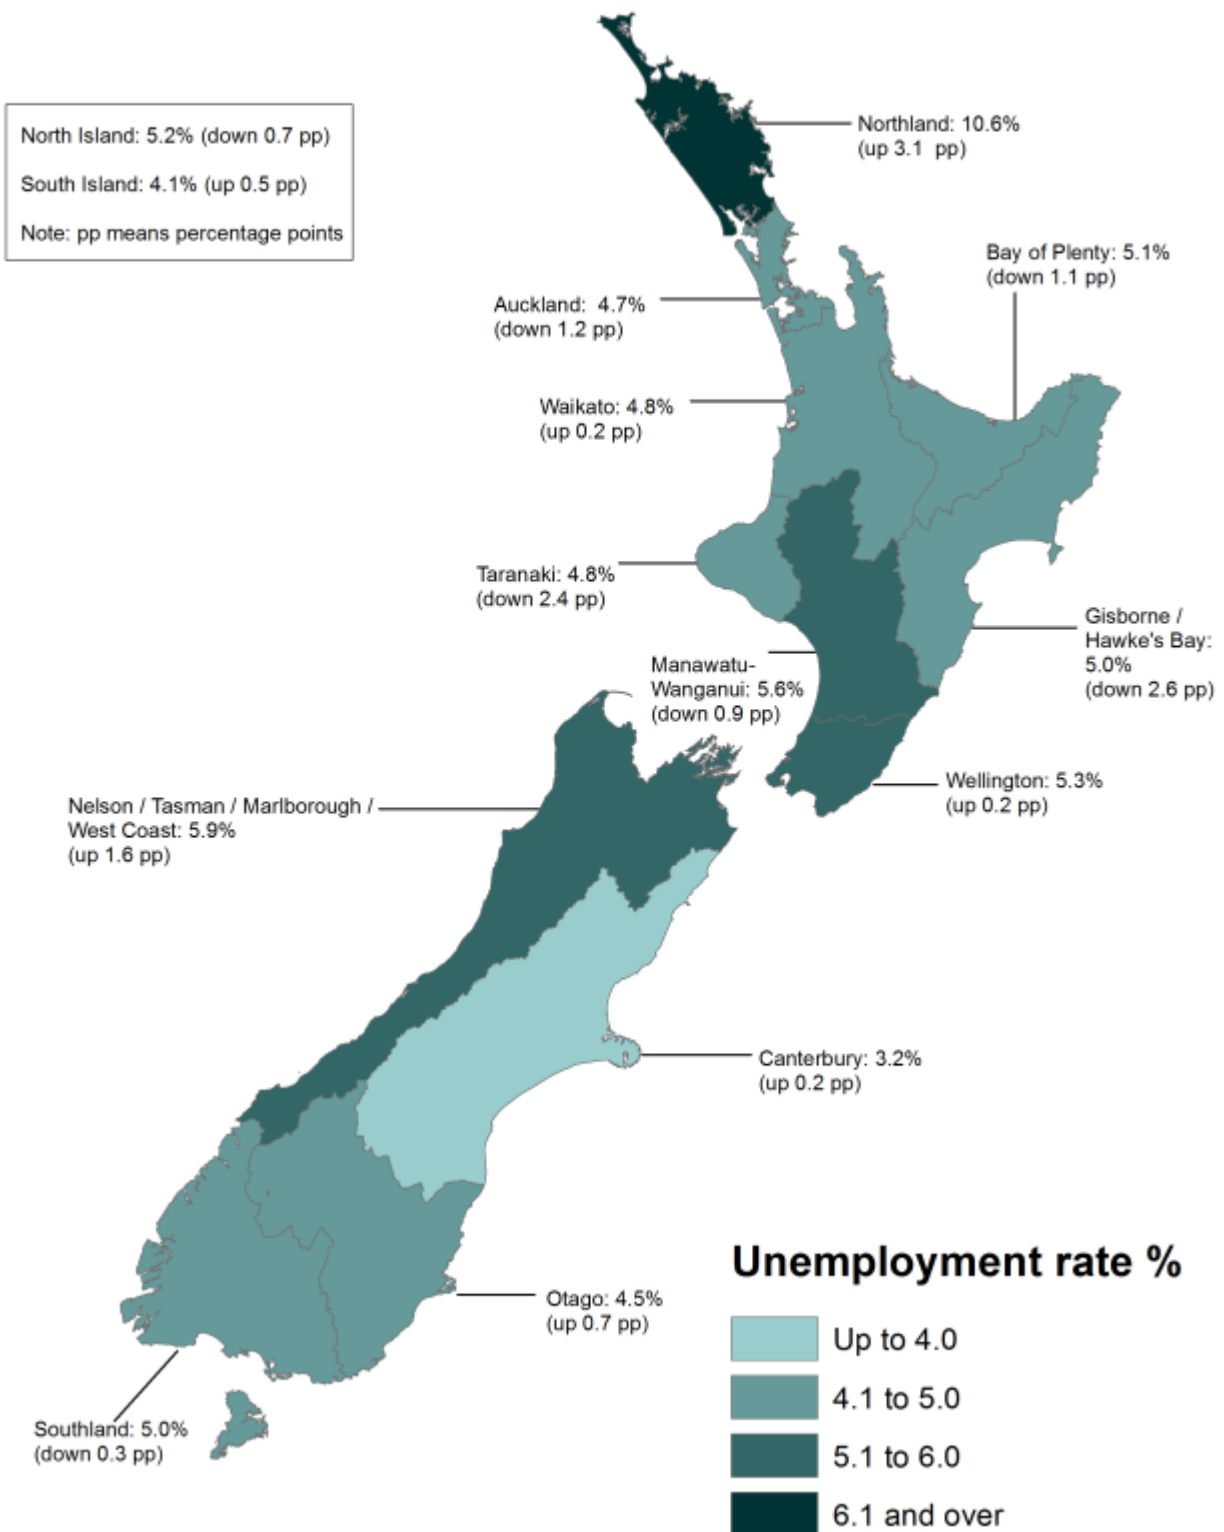 North Island: 5.2% (down 0.7 pp)
South Island: 4.1% (up 0.5 pp)
Note: pp means percentage points
Northland: 10.6%
(up 3.1 pp)
Bay of Plenty: 5.1%
(down 1.1 pp)
Auckland: 4.7%
(down 1.2 pp)
Waikato: 4.8%
(up 0.2 pp)
Taranaki: 4.8%
(down 2.4 pp)
Gisborne /
Hawke's Bay:
5.0%
(down 2.6 pp)
Manawatu-
Wanganui: 5.6%
(down 0.9 pp)
Wellington: 5.3%
(up 0.2 pp)
Nelson / Tasman / Marlborough /
West Coast: 5.9%
(up 1.6 pp)
Canterbury: 3.2%
(up 0.2 pp)
Otago: 4.5%
(up 0.7 pp)
Southland: 5.0%
(down 0.3 pp)
Unemployment rate %
Up to 4.0
4.1 to 5.0
5.1 to 6.0
6.1 and over